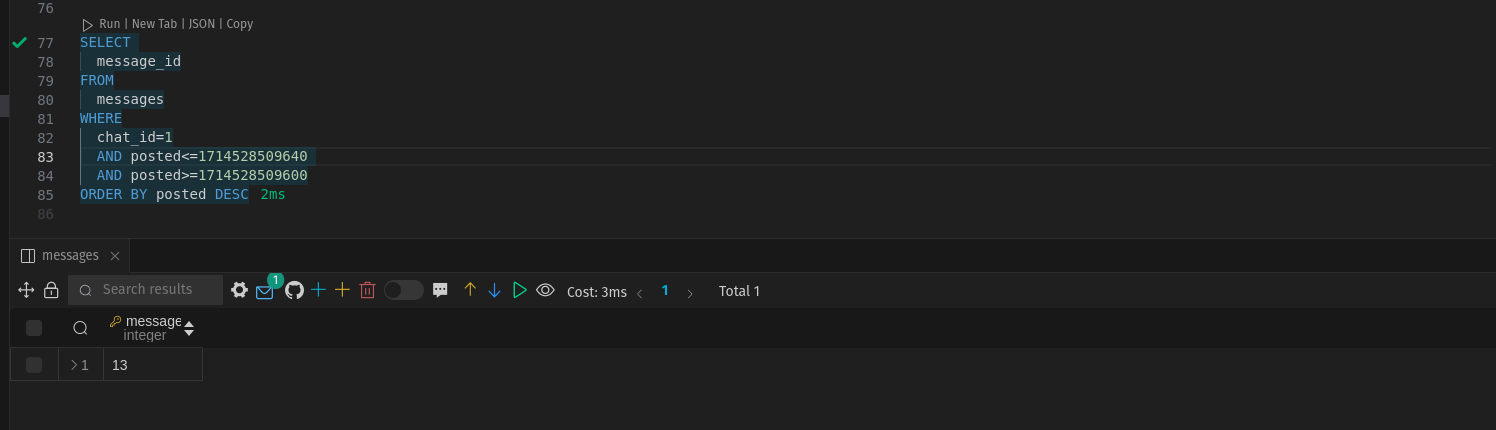 76
Run | New Tab | JSON | Copy
77 SELECT
78 message_id
79 FROM
80 messages
81 WHERE
82 chat_id=1
83 AND posted<=1714528509640
84 AND posted>=1714528509600
85 ORDER BY posted DESC 2ms
86
messages
Search results 1 Cost: 3ms 1 Total 1
message
integer
1 13